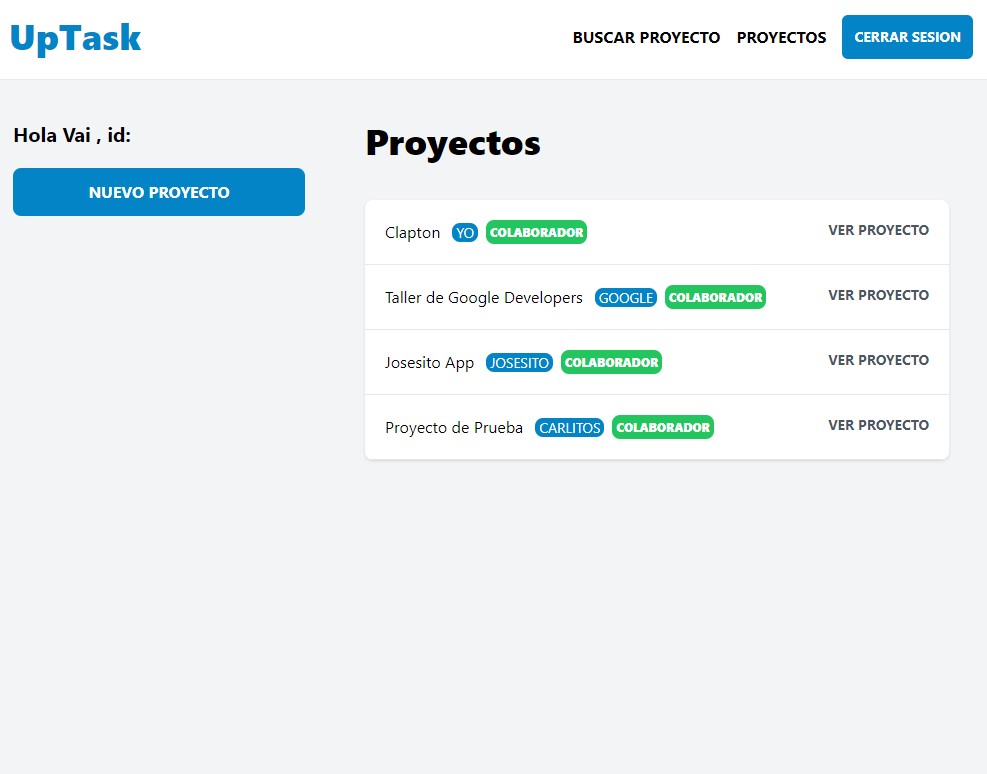 UpTask
BUSCAR PROYECTO PROYECTOS CERRAR SESION
Hola Vai , id:
NUEVO PROYECTO
Proyectos
Clapton YO COLABORADOR VER PROYECTO
Taller de Google Developers GOOGLE COLABORADOR VER PROYECTO
Josesito App JOSESITO COLABORADOR VER PROYECTO
Proyecto de Prueba CARLITOS COLABORADOR VER PROYECTO